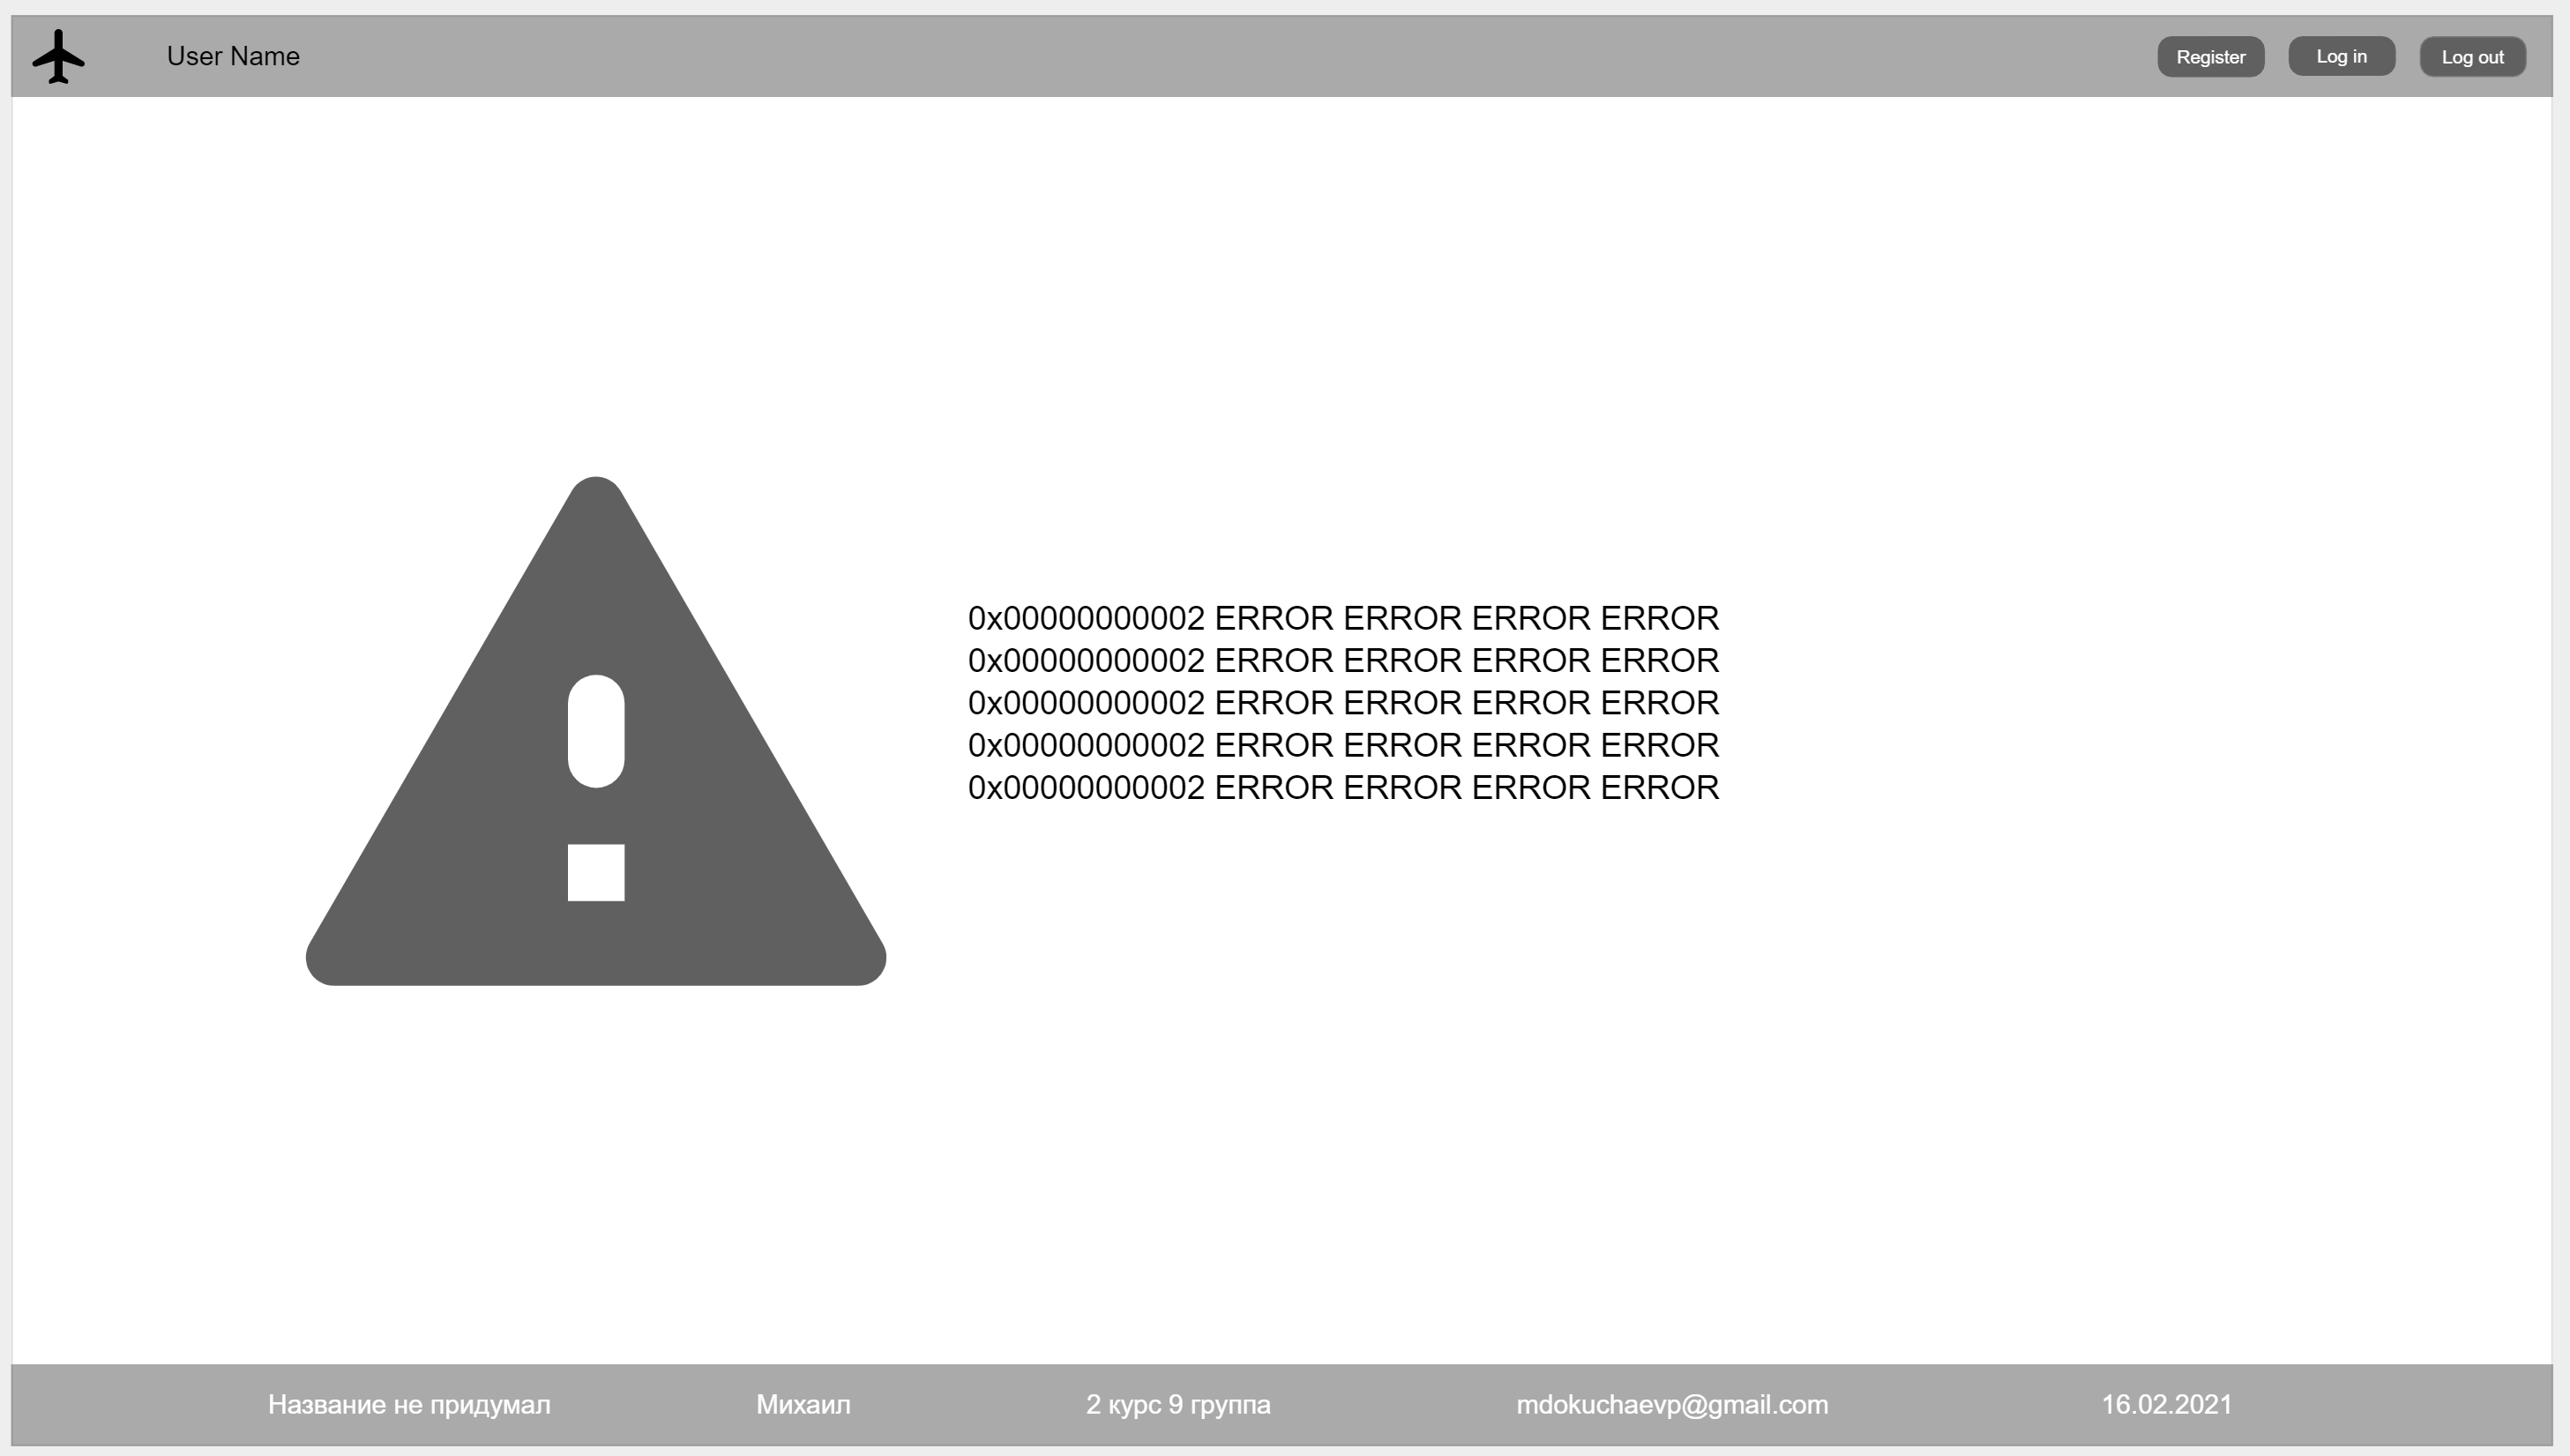 User Name
Register
Log in
Log out
0x00000000002 ERROR ERROR ERROR ERROR
0x00000000002 ERROR ERROR ERROR ERROR
0x00000000002 ERROR ERROR ERROR ERROR
0x00000000002 ERROR ERROR ERROR ERROR
0x00000000002 ERROR ERROR ERROR ERROR
Название не придумал
Михаил
2 курс 9 группа
mdokuchaevp@gmail.com
16.02.2021